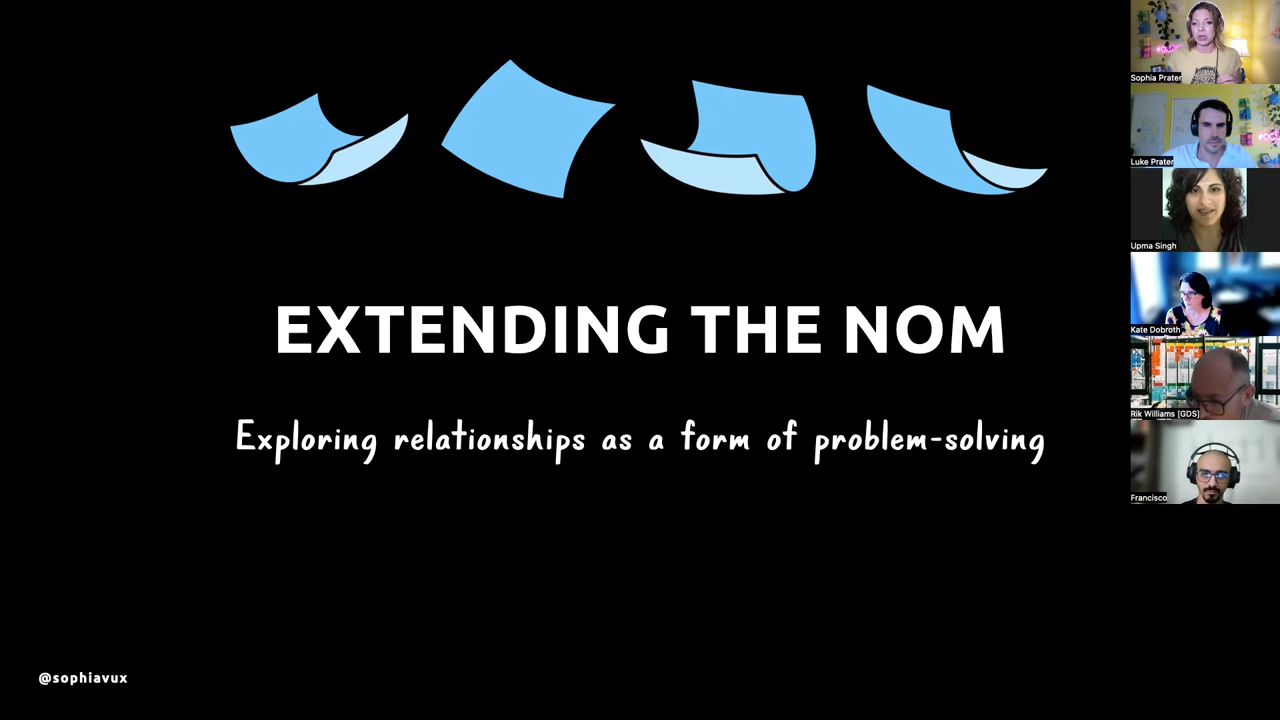 EXTENDING THE NOM
Exploring relationships as a form of problem-solving
@sophiavux
Sophia Prater
Luke Prater
Upma Singh
Kate Dobroth
Rik Williams [GDS]
Francisco